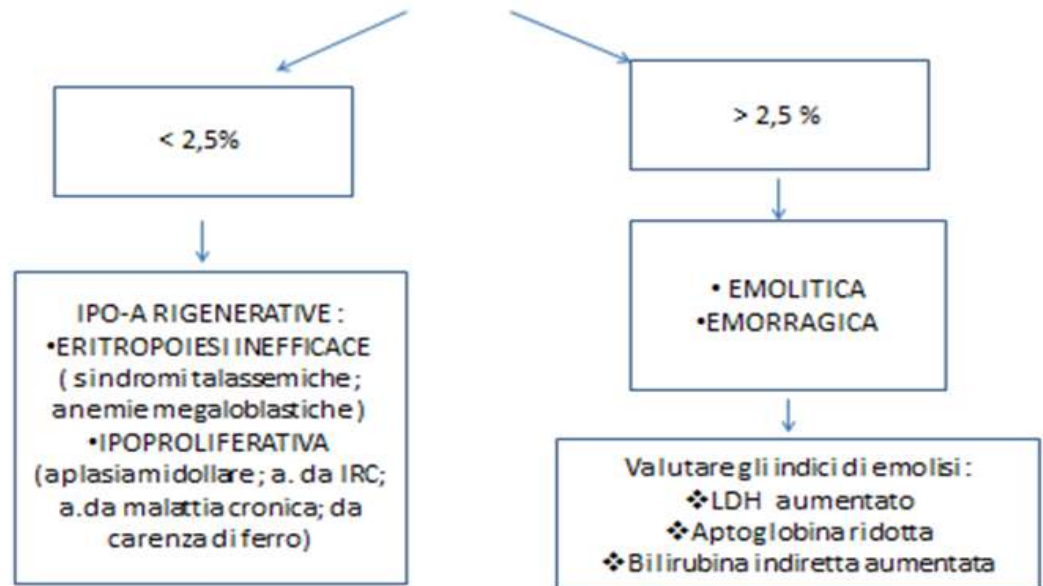 < 2,5%
> 2,5 %
IPO-A RIGENERATIVE :
•ERITROPOIESI INEFFICACE
( sindromi talassemiche ;
anemie megaloblastiche )
•IPOPROLIFERATIVA
(aplasia midollare ; a. da IRC;
a.da malattia cronica; da
carenza di ferro)
• EMOLITICA
•EMORRAGICA
Valutare gli indici di emolisi :
❖LDH aumentato
❖Aptoglobina ridotta
❖Bilirubina indiretta aumentata